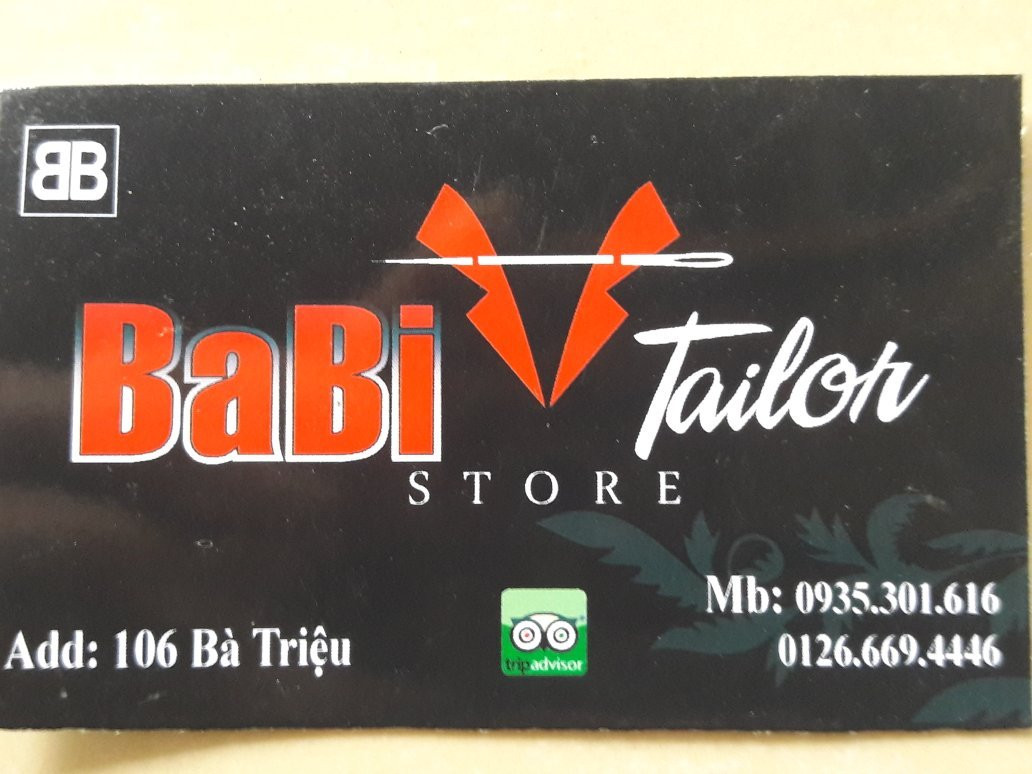 BB
BaBi Tailor
STORE
Mb: 0935.301.616
0126.669.4446
Add: 106 Bà Triệu
tripadvisor